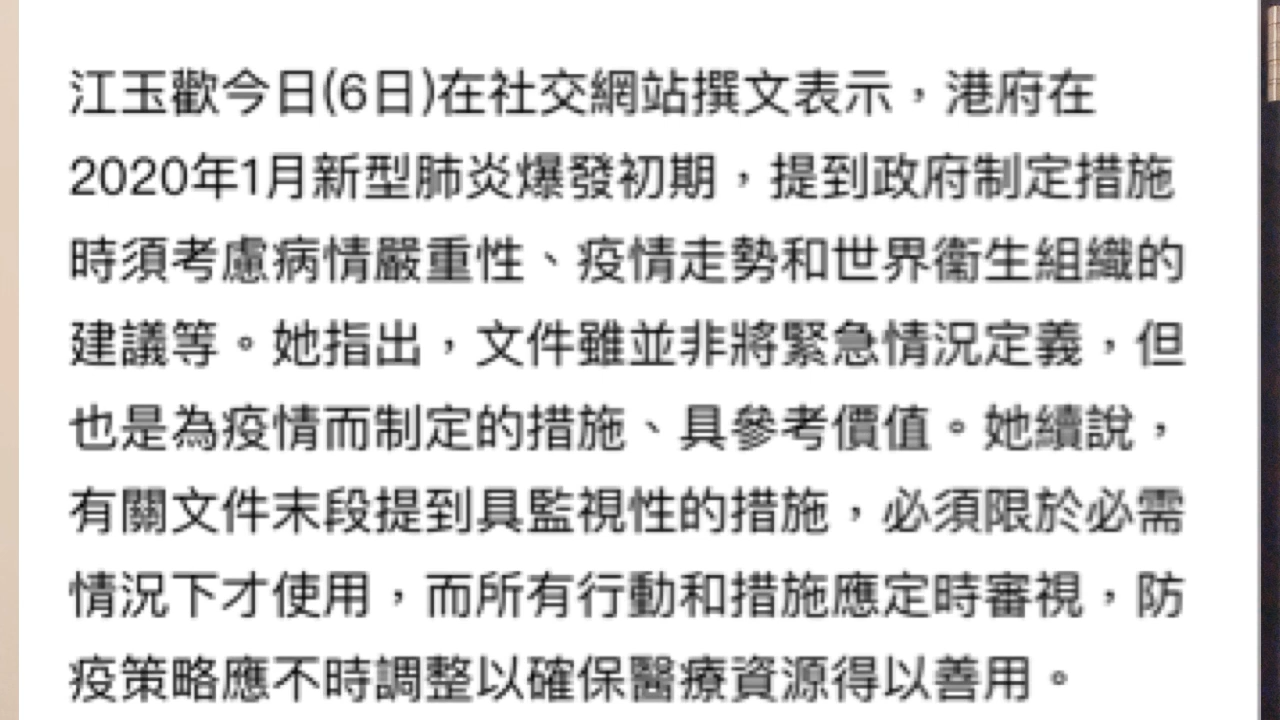 江玉歡今日(6日)在社交網站撰文表示，港府在
2020年1月新型肺炎爆發初期，提到政府制定措施
時須考慮病情嚴重性、疫情走勢和世界衞生組織的
建議等。她指出，文件雖並非將緊急情況定義，但
也是為疫情而制定的措施、具參考價值。她續說，
有關文件末段提到具監視性的措施，必須限於必需
情況下才使用，而所有行動和措施應定時審視，防
疫策略應不時調整以確保醫療資源得以善用。